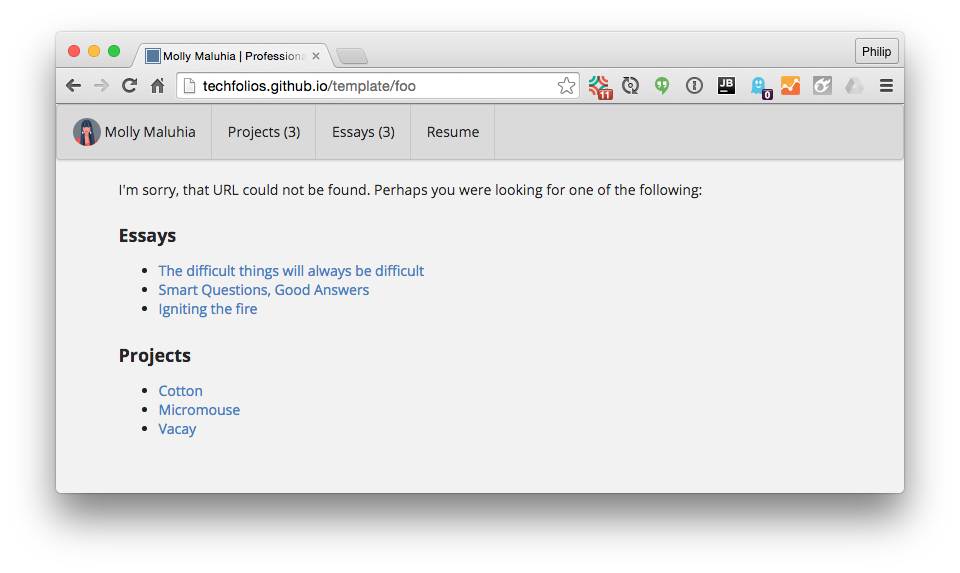 Molly Maluhia | Professiona
Philip
techfolios.github.io/template/foo
11
JB
0
Molly Maluhia
Projects (3)
Essays (3)
Resume
I'm sorry, that URL could not be found. Perhaps you were looking for one of the following:
Essays
The difficult things will always be difficult
Smart Questions, Good Answers
Igniting the fire
Projects
Cotton
Micromouse
Vacay